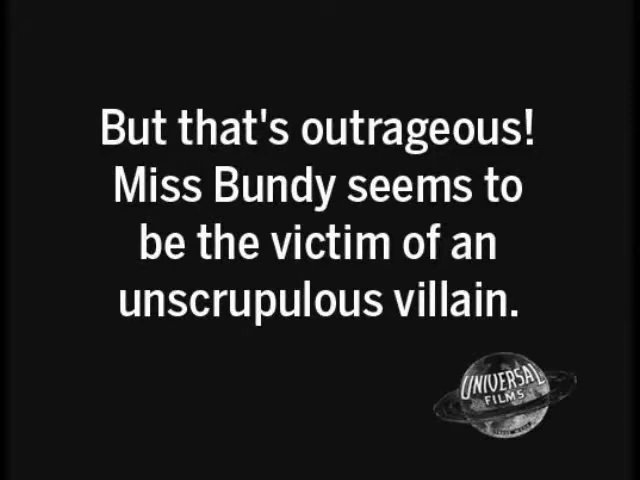 But that's outrageous!
Miss Bundy seems to
be the victim of an
unscrupulous villain.
UNIVERSAL
FILMS